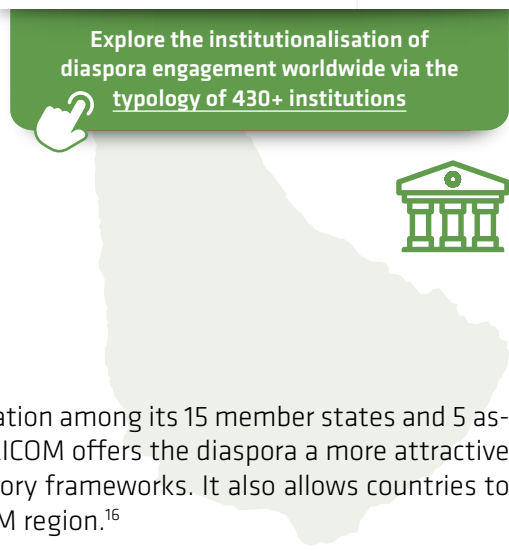 Explore the institutionalisation of
diaspora engagement worldwide via the
typology of 430+ institutions
ation among its 15 member states and 5 as-
ICOM offers the diaspora a more attractive
ory frameworks. It also allows countries to
M region.16